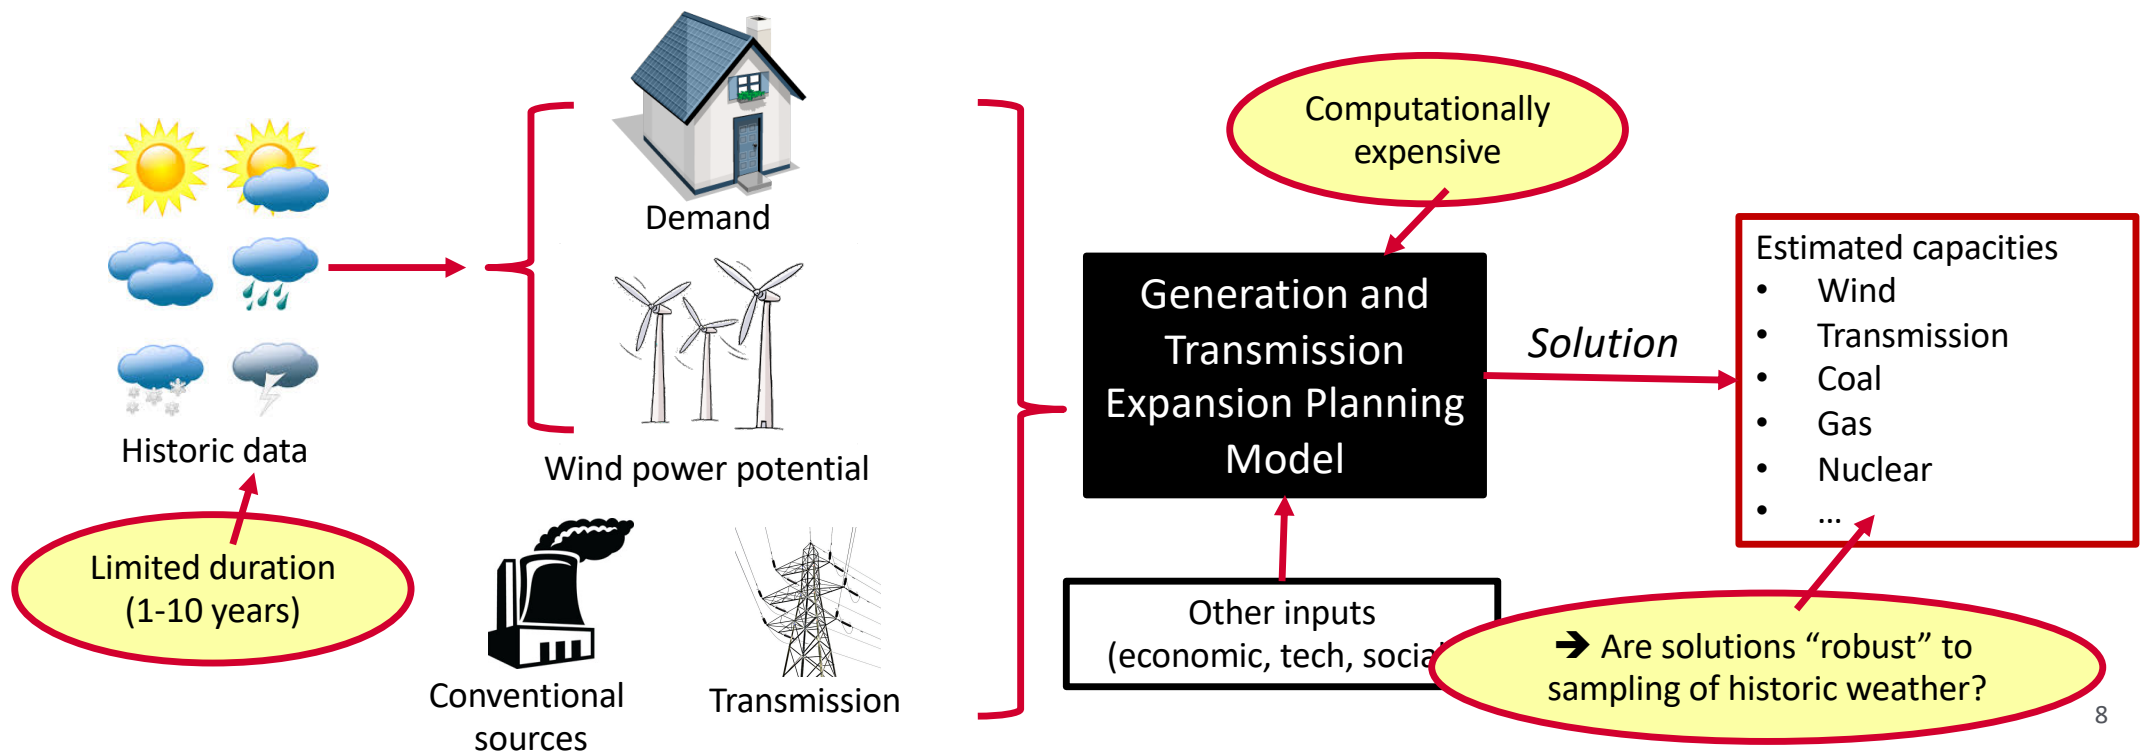 Historic data
Limited duration
(1-10 years)
Demand
Wind power potential
Conventional
sources
Transmission
Computationally
expensive
Generation and
Transmission
Expansion Planning
Model
Other inputs
(economic, tech, social
Solution
Estimated capacities
• Wind
• Transmission
• Coal
• Gas
• Nuclear
• ...
➔ Are solutions “robust” to
sampling of historic weather?
8